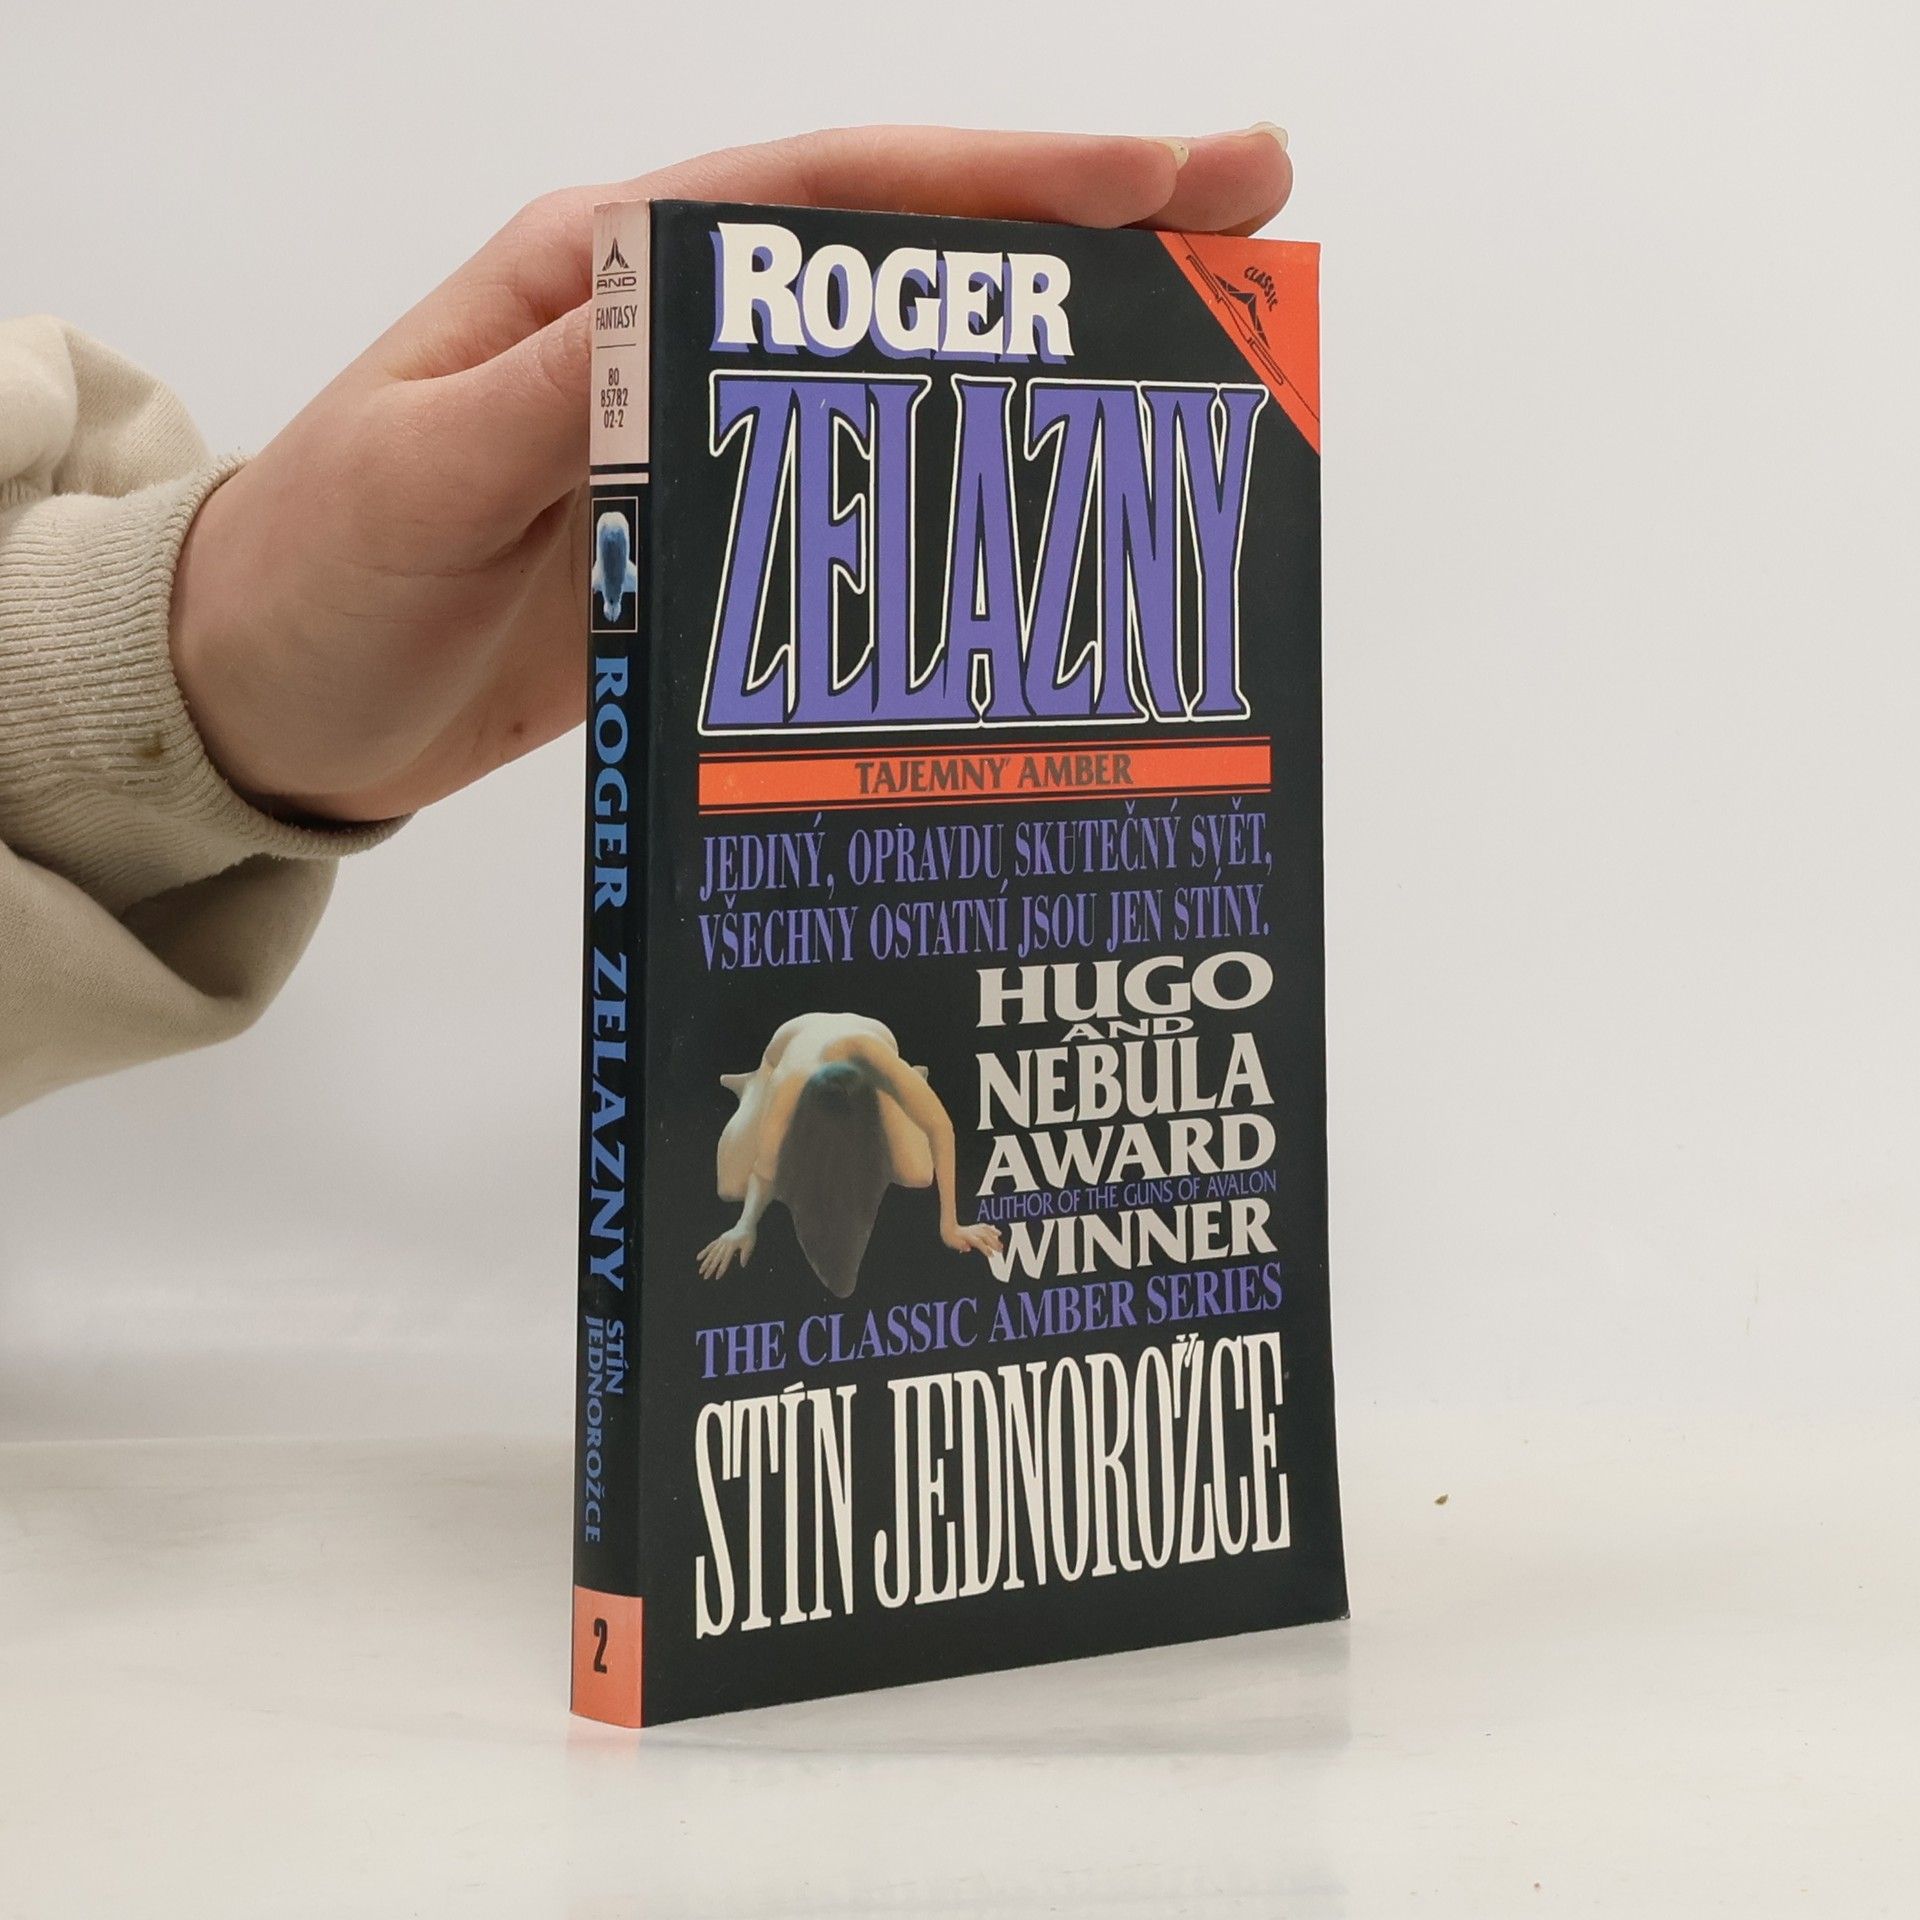 AND
FANTASY
80
85782
02-2
ROGER ZELAZNY
STÍN
JEDNOROŽCE
2
CLASSIC
ROGER
ZELAZNY
TAJEMNÝ AMBER
JEDINÝ, OPRAVDU SKUTEČNÝ SVĚT,
VŠECHNY OSTATNÍ JSOU JEN STÍNY.
HUGO
AND
NEBULA
AWARD
AUTHOR OF THE GUNS OF AVALON
WINNER
THE CLASSIC AMBER SERIES
STÍN JEDNOROŽCE